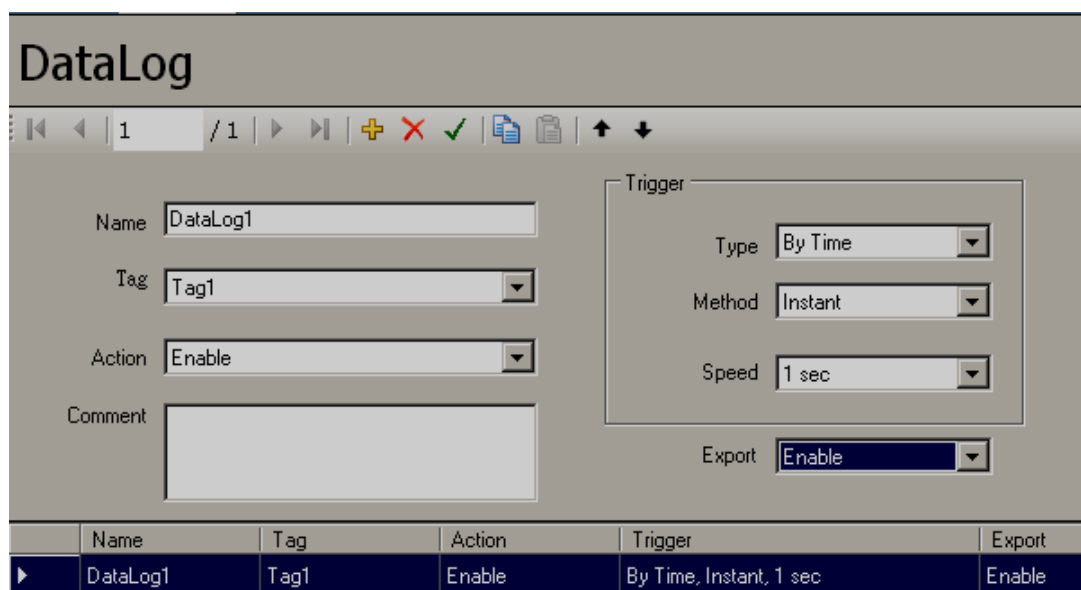 DataLog
1 / 1
Name DataLog1
Tag Tag1
Action Enable
Comment
Trigger
Type By Time
Method Instant
Speed 1 sec
Export Enable
Name Tag Action Trigger Export
DataLog1 Tag1 Enable By Time, Instant, 1 sec Enable